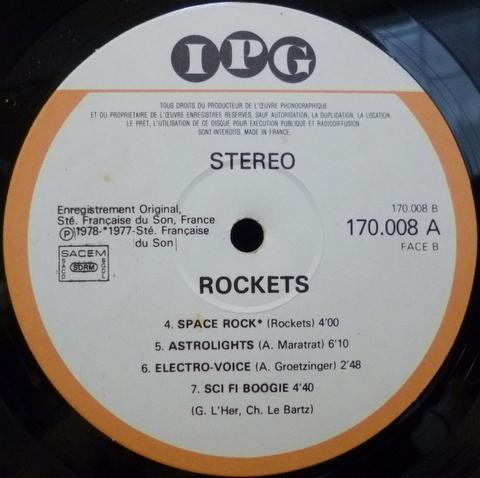 IPG
TOUS DROITS DU PRODUCTEUR DE L'ŒUVRE PHONOGRAPHIQUE
ET DU PROPRIETAIRE DE L'ŒUVRE ENREGISTREE RESERVES. SAUF AUTORISATION, LA DUPLICATION, LA LOCATION,
LE PRET, L'UTILISATION DE CE DISQUE POUR EXECUTION PUBLIQUE ET RADIODIFFUSION
SONT INTERDITS. MADE IN FRANCE.
STEREO
Enregistrement Original,
Sté. Française du Son, France
Ⓟ 1978-*1977-Sté. Française
du Son
SACEM
SACD
SDRM
SGDL
170.008 B
170.008 A
FACE B
ROCKETS
4. SPACE ROCK* (Rockets) 4'00
5. ASTROLIGHTS (A. Maratrat) 6'10
6. ELECTRO-VOICE (A. Groetzinger) 2'48
7. SCI FI BOOGIE 4'40
(G. L'Her, Ch. Le Bartz)